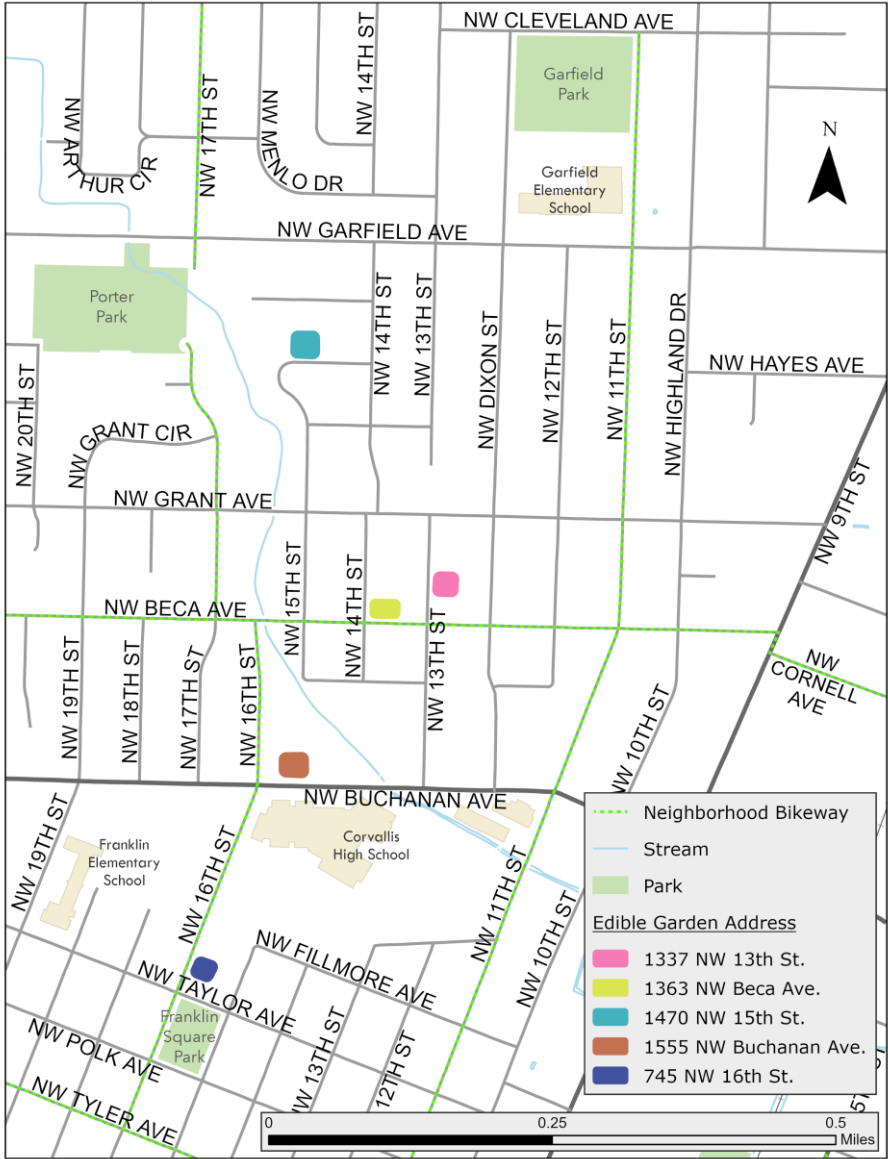 NW CLEVELAND AVE
NW 14TH ST
NW 17TH ST
NW MENLO DR
NW ARTHUR CIR
Garfield
Park
N
Garfield
Elementary
School
NW GARFIELD AVE
Porter
Park
NW 14TH ST
NW 13TH ST
NW DIXON ST
NW 12TH ST
NW 11TH ST
NW HIGHLAND DR
NW HAYES AVE
NW 20TH ST
NW GRANT CIR
NW GRANT AVE
NW 9TH ST
NW 15TH ST
NW 14TH ST
NW 13TH ST
NW BECA AVE
NW 19TH ST
NW 18TH ST
NW 17TH ST
NW 16TH ST
NW
CORNELL
AVE
NW 10TH ST
NW BUCHANAN AVE
NW 19TH ST
Franklin
Elementary
School
NW 16TH ST
Corvallis
High School
NW 11TH ST
NW 10TH ST
NW FILLMORE AVE
NW TAYLOR AVE
Franklin
Square
Park
NW 13TH ST
12TH ST
NW POLK AVE
NW TYLER AVE
Neighborhood Bikeway
Stream
Park
Edible Garden Address
1337 NW 13th St.
1363 NW Beca Ave.
1470 NW 15th St.
1555 NW Buchanan Ave.
745 NW 16th St.
0 0.25 0.5
Miles